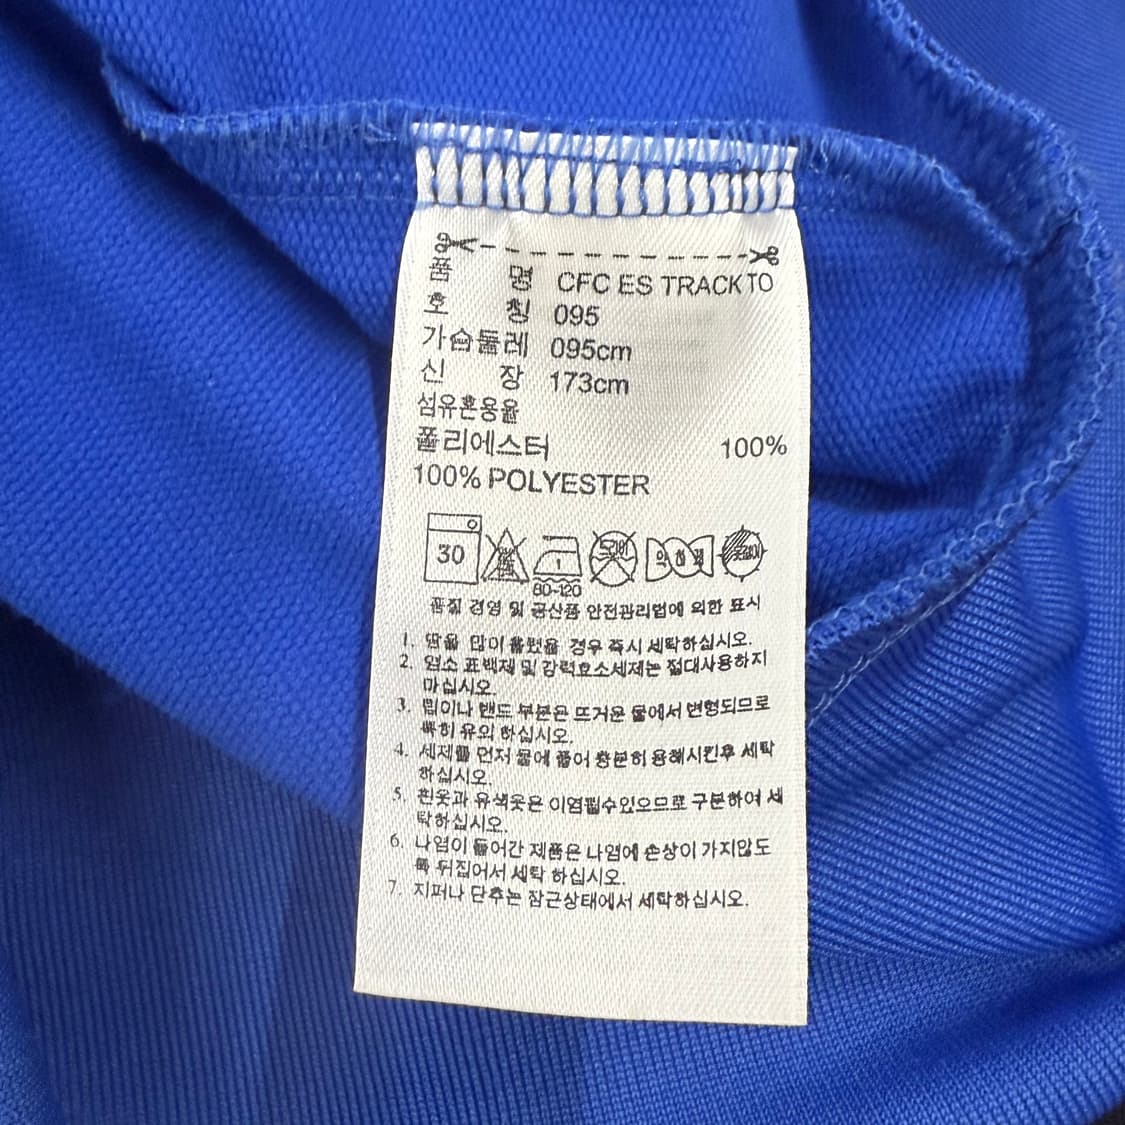 품 명 CFC ES TRACK TO
호 칭 095
가슴둘레 095cm
신 장 173cm
섬유혼용율
폴리에스터 100%
100% POLYESTER
30 1 약하게
80-120
품질 경영 및 공산품 안전관리법에 의한 표시
1. 땀을 많이 흘렸을 경우 즉시 세탁하십시오.
2. 염소 표백제 및 강력효소세제는 절대사용하지
마십시오.
3. 립이나 밴드 부분은 뜨거운 물에서 변형되므로
특히 유의 하십시오.
4. 세제를 먼저 물에 풀어 충분히 용해시킨후 세탁
하십시오.
5. 흰옷과 유색옷은 이염될수있으므로 구분하여 세
탁하십시오.
6. 나염이 들어간 제품은 나염에 손상이 가지않도
록 뒤집어서 세탁 하십시오.
7. 지퍼나 단추는 잠근상태에서 세탁하십시오.